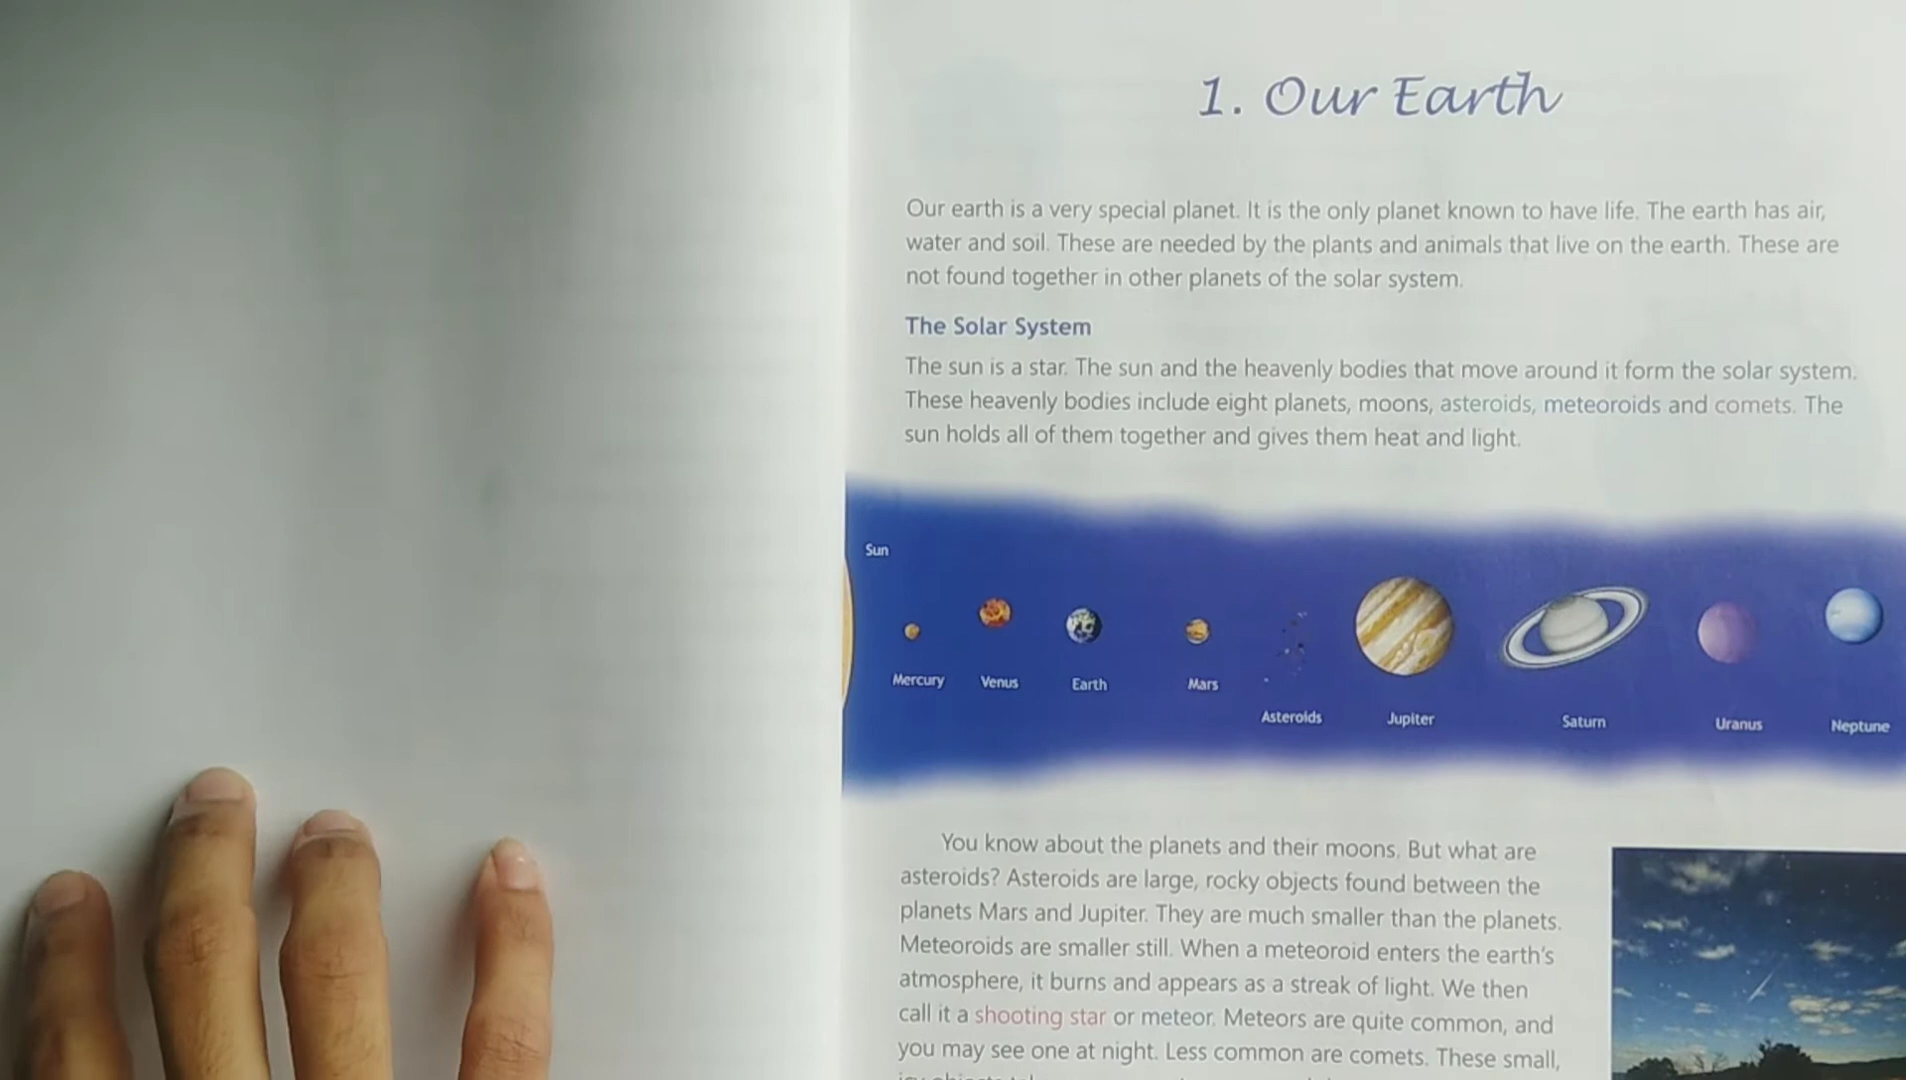 1. Our Earth
Our earth is a very special planet. It is the only planet known to have life. The earth has air,
water and soil. These are needed by the plants and animals that live on the earth. These are
not found together in other planets of the solar system.
The Solar System
The sun is a star. The sun and the heavenly bodies that move around it form the solar system.
These heavenly bodies include eight planets, moons, asteroids, meteoroids and comets. The
sun holds all of them together and gives them heat and light.
Sun
Mercury
Venus
Earth
Mars
Asteroids
Jupiter
Saturn
Uranus
Neptune
You know about the planets and their moons. But what are
asteroids? Asteroids are large, rocky objects found between the
planets Mars and Jupiter. They are much smaller than the planets.
Meteoroids are smaller still. When a meteoroid enters the earth's
atmosphere, it burns and appears as a streak of light. We then
call it a shooting star or meteor. Meteors are quite common, and
you may see one at night. Less common are comets. These small,